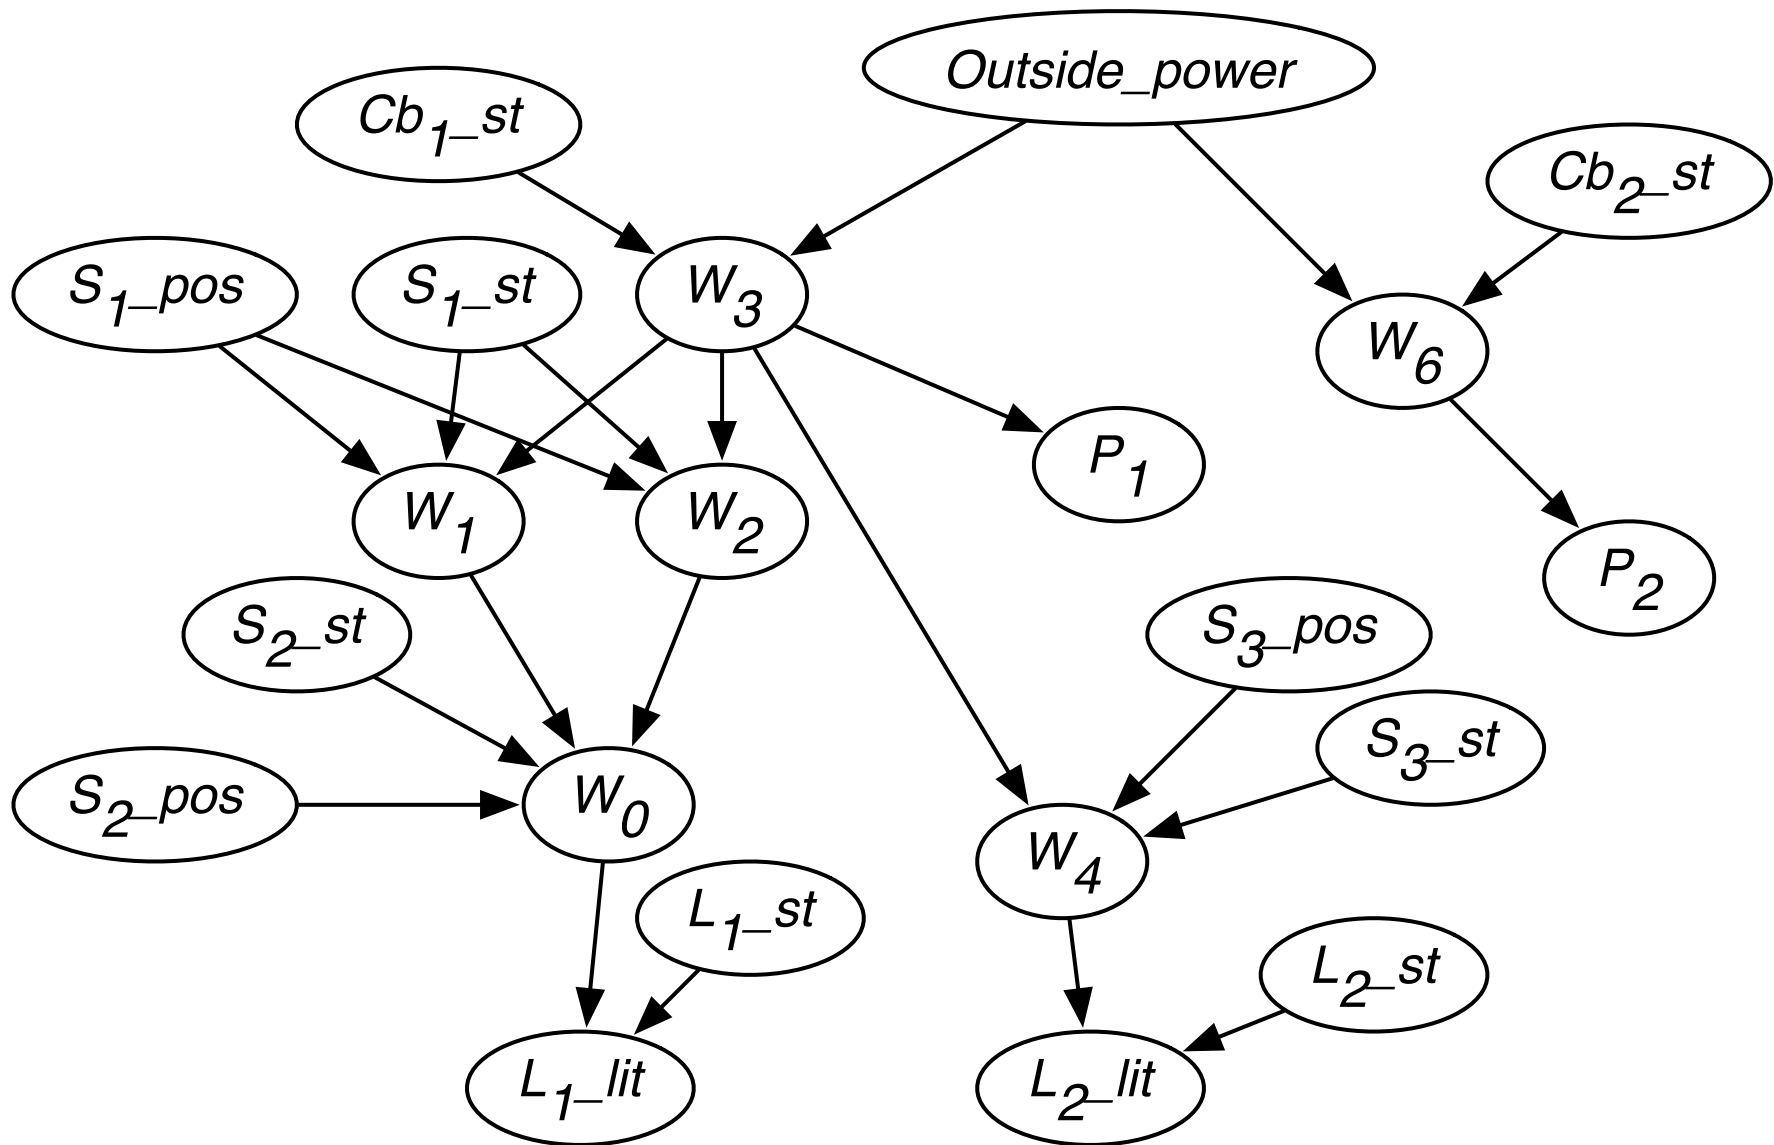 Outside_power
Cb1_st
Cb2_st
S1_pos
S1_st
W3
W6
P1
W1
W2
P2
S2_st
S3_pos
S3_st
S2_pos
W0
W4
L1_st
L2_st
L1_lit
L2_lit